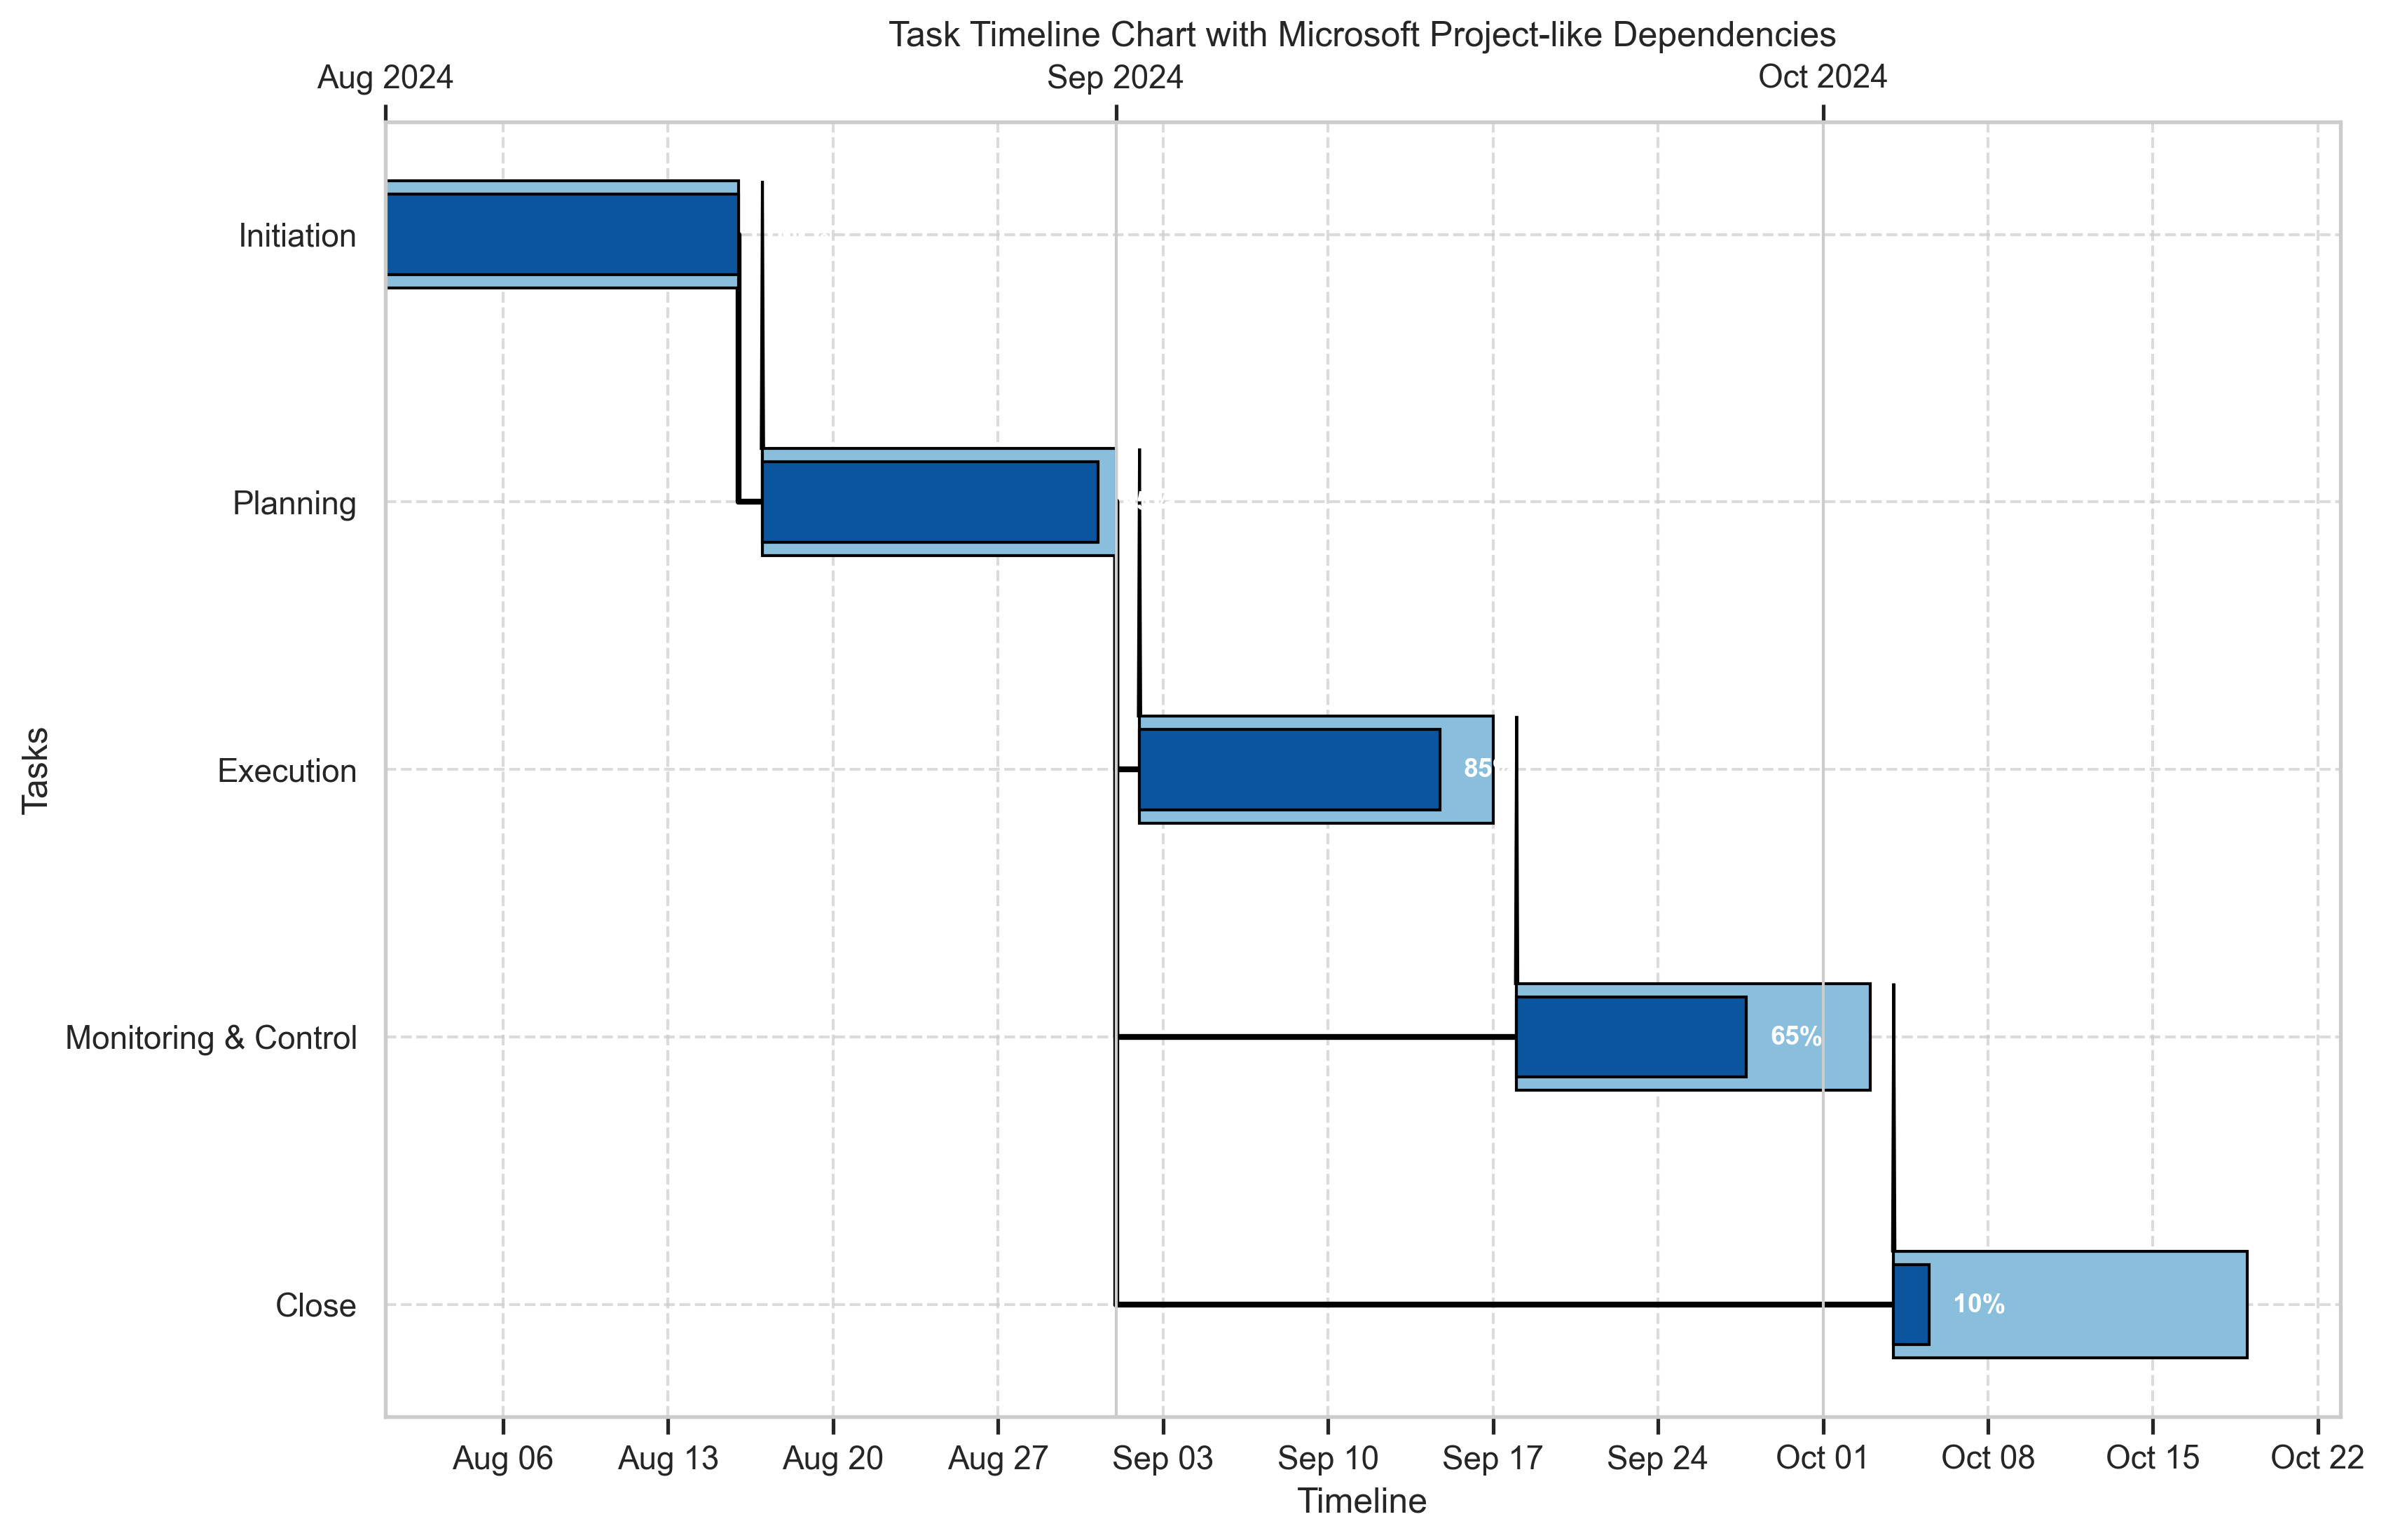 Task Timeline Chart with Microsoft Project-like Dependencies
Aug 2024 Sep 2024 Oct 2024
Initiation
Planning
Execution
85
Monitoring & Control
65%
Close
10%
Tasks
Aug 06 Aug 13 Aug 20 Aug 27 Sep 03 Sep 10 Sep 17 Sep 24 Oct 01 Oct 08 Oct 15 Oct 22
Timeline